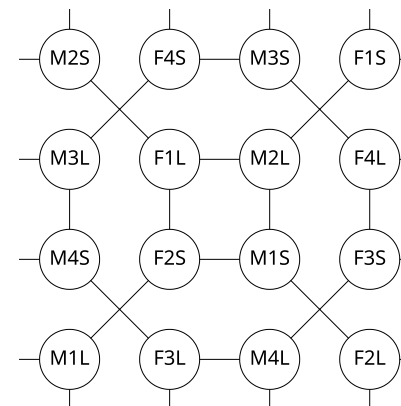 M2S F4S M3S F1S
M3L F1L M2L F4L
M4S F2S M1S F3S
M1L F3L M4L F2L